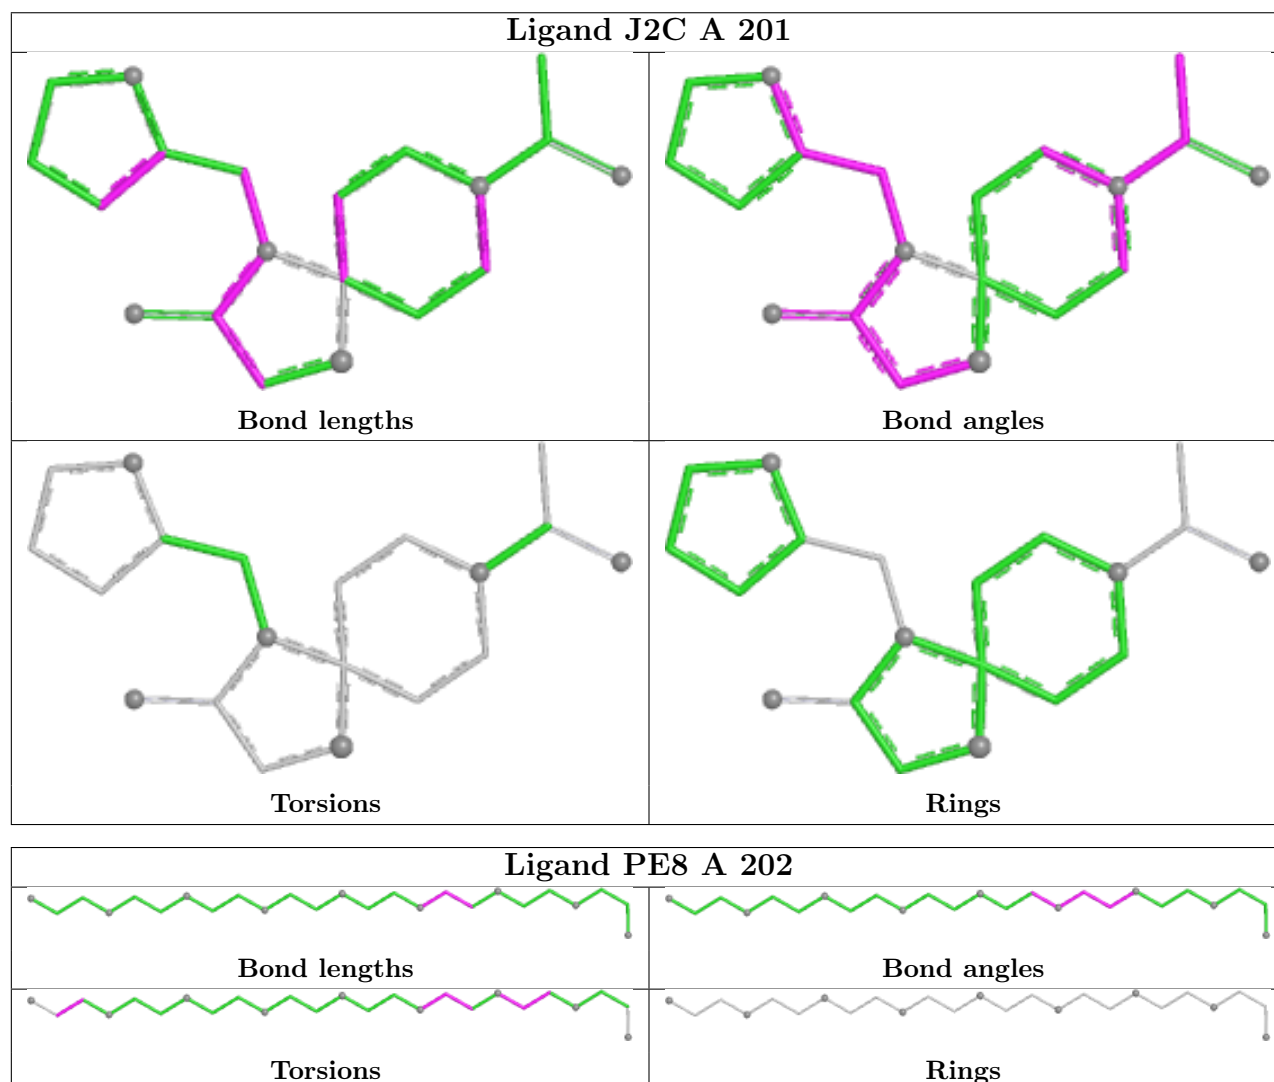 Ligand J2C A 201
Bond lengths
Bond angles
Torsions
Rings
Ligand PE8 A 202
Bond lengths
Bond angles
Torsions
Rings